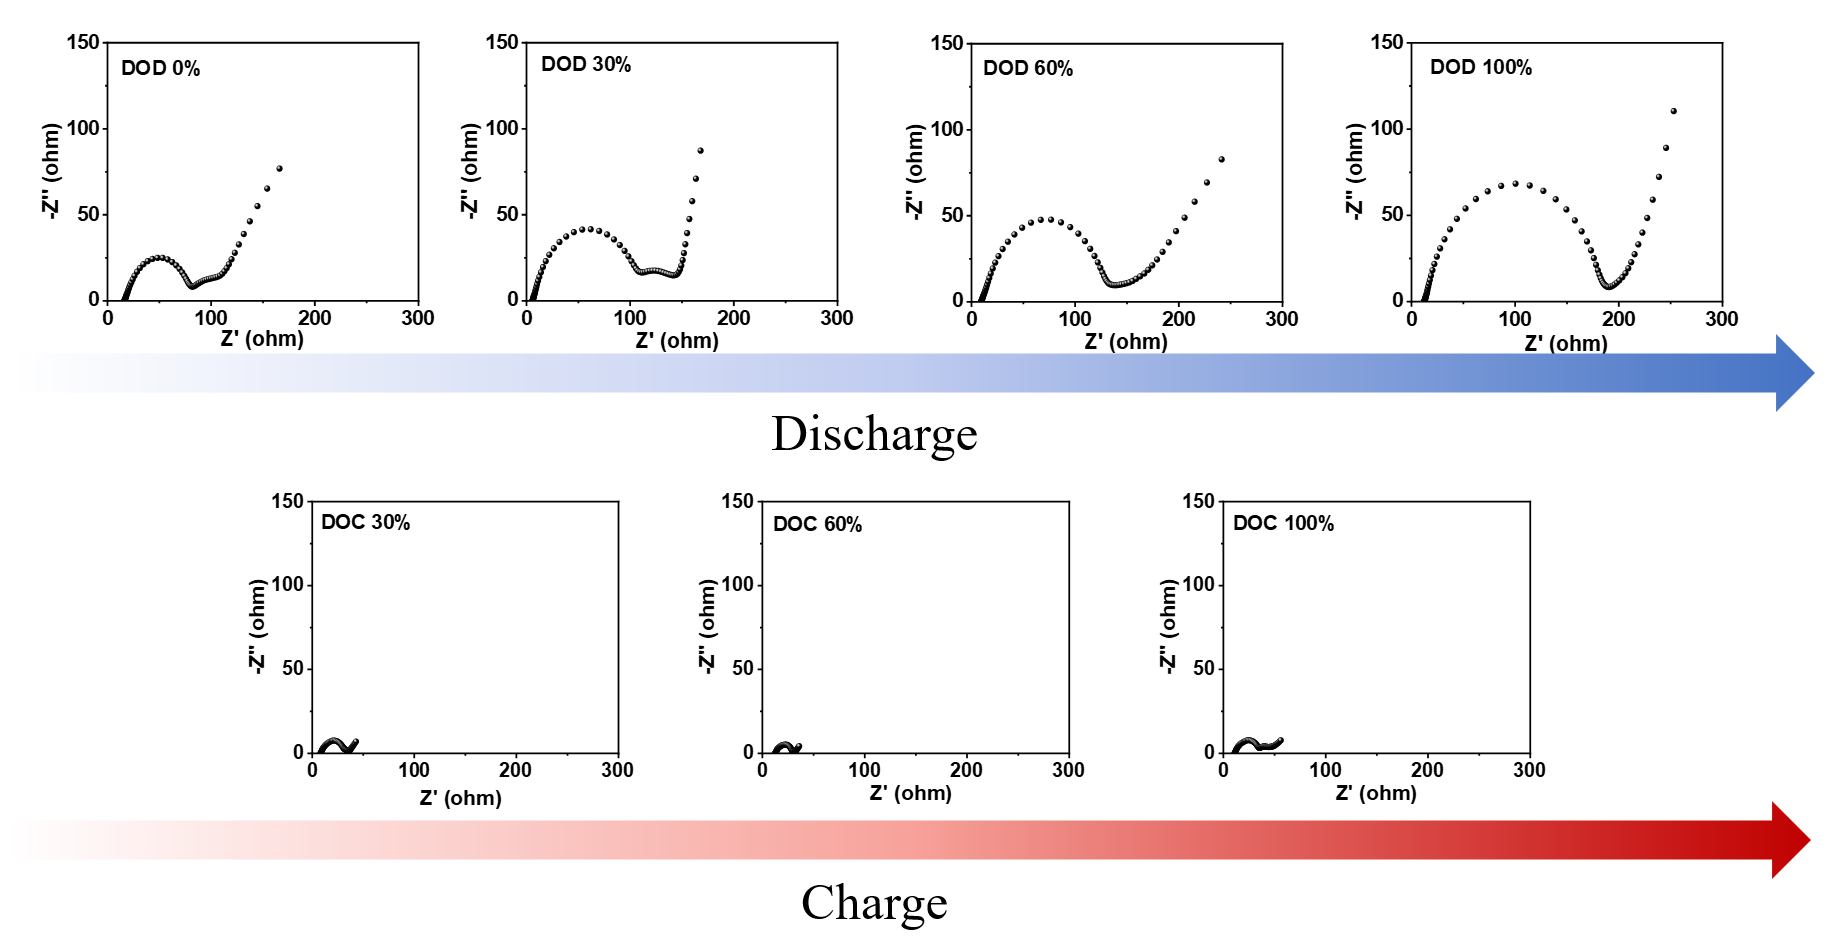 DOD 0%
-Z'' (ohm)
150
100
50
0
0 100 200 300
Z' (ohm)
DOD 30%
-Z'' (ohm)
150
100
50
0
0 100 200 300
Z' (ohm)
DOD 60%
-Z'' (ohm)
150
100
50
0
0 100 200 300
Z' (ohm)
DOD 100%
-Z'' (ohm)
150
100
50
0
0 100 200 300
Z' (ohm)
Discharge
DOC 30%
-Z'' (ohm)
150
100
50
0
0 100 200 300
Z' (ohm)
DOC 60%
-Z'' (ohm)
150
100
50
0
0 100 200 300
Z' (ohm)
DOC 100%
-Z'' (ohm)
150
100
50
0
0 100 200 300
Z' (ohm)
Charge